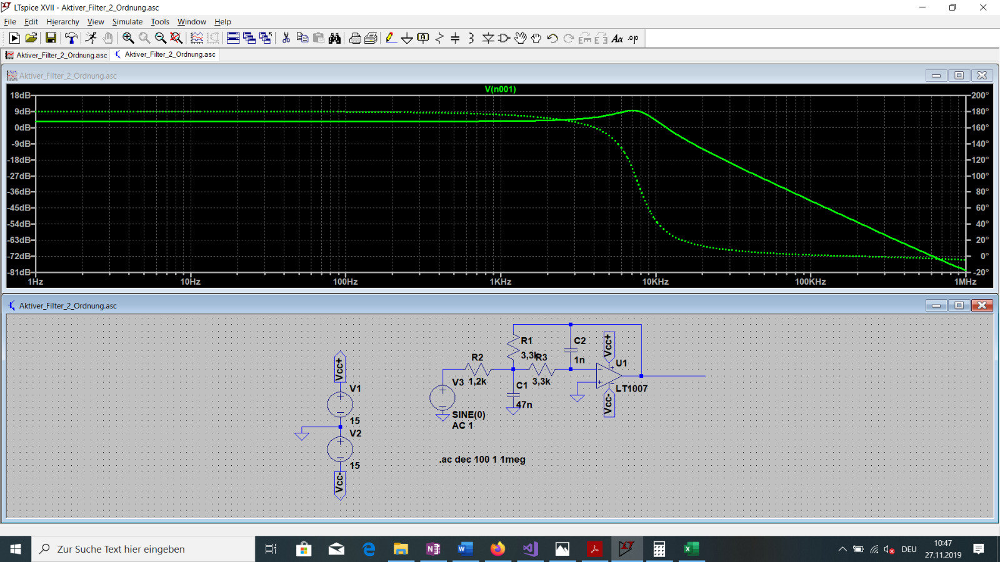 LTspice XVII - Aktiver_Filter_2_Ordnung.asc
File Edit Hierarchy View Simulate Tools Window Help
Aa .op
Aktiver_Filter_2_Ordnung.asc Aktiver_Filter_2_Ordnung.asc
Aktiver_Filter_2_Ordnung.asc
V(n001)
18dB 200°
9dB 180°
0dB 160°
-9dB 140°
-18dB 120°
-27dB 100°
-36dB 80°
-45dB 60°
-54dB 40°
-63dB 20°
-72dB 0°
-81dB -20°
1Hz 10Hz 100Hz 1KHz 10KHz 100KHz 1MHz
Aktiver_Filter_2_Ordnung.asc
R1 C2 Vcc+
3,3k 1n
R2 R3 U1
Vcc+ V3 1,2k 3,3k
V1 C1 LT1007
47n Vcc-
15 SINE(0)
AC 1
V2
.ac dec 100 1 1meg
15
Vcc-
Zur Suche Text hier eingeben
DEU
10:47
27.11.2019